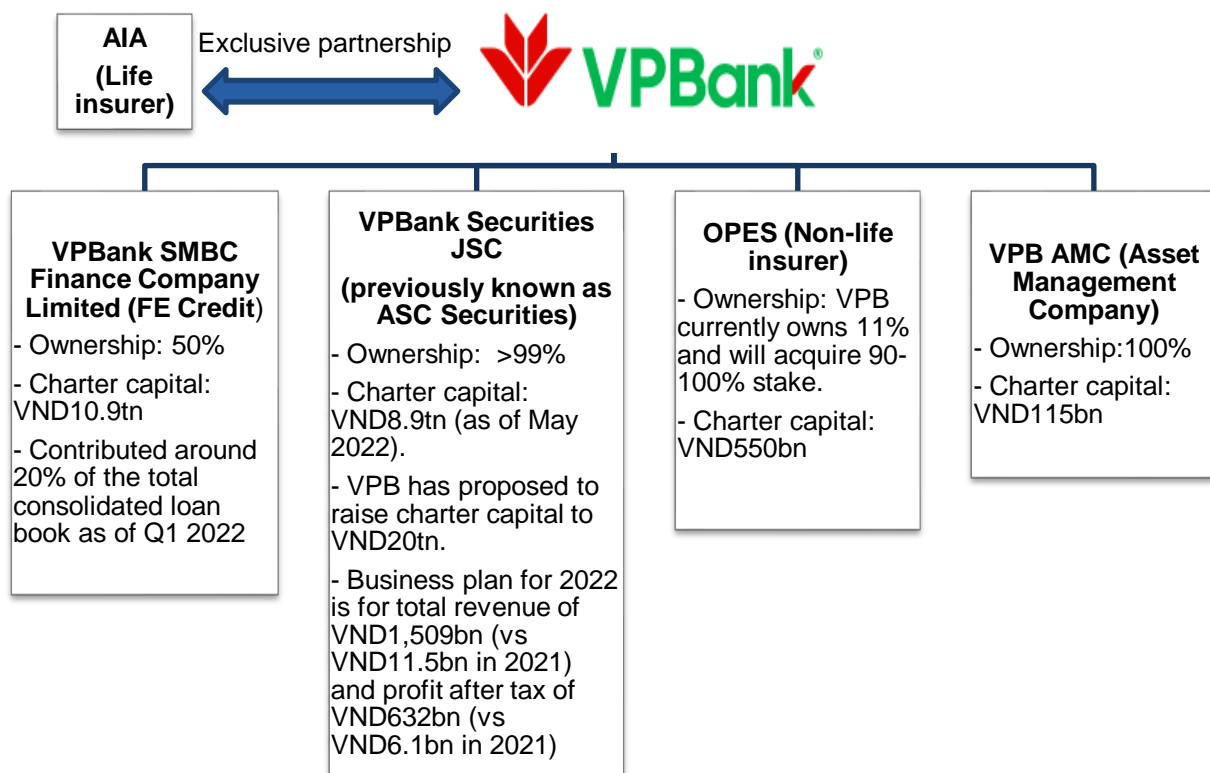 AIA
(Life
insurer)
Exclusive partnership
VPBank®
VPBank SMBC
Finance Company
Limited (FE Credit)
- Ownership: 50%
- Charter capital:
VND10.9tn
- Contributed around
20% of the total
consolidated loan
book as of Q1 2022
VPBank Securities
JSC
(previously known as
ASC Securities)
- Ownership: >99%
- Charter capital:
VND8.9tn (as of May
2022).
- VPB has proposed to
raise charter capital to
VND20tn.
- Business plan for 2022
is for total revenue of
VND1,509bn (vs
VND11.5bn in 2021)
and profit after tax of
VND632bn (vs
VND6.1bn in 2021)
OPES (Non-life
insurer)
- Ownership: VPB
currently owns 11%
and will acquire 90-
100% stake.
- Charter capital:
VND550bn
VPB AMC (Asset
Management
Company)
- Ownership:100%
- Charter capital:
VND115bn